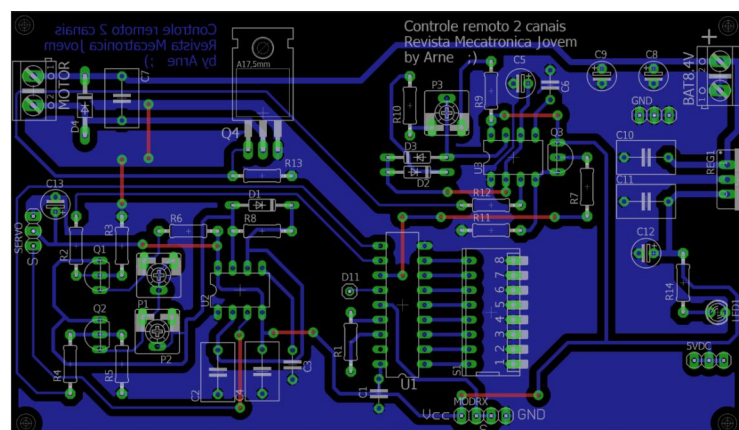 Controle remoto 2 canais
Revista Mecatronica Jovem
by Arne ;)
Controle remoto 2 canais
Revista Mecatronica Jovem
by Arne ;)
A17,5mm
MOTOR
1
2
D4
C7
Q4
R13
R10
P3
R9
C5
C6
C9
C8
GND
BAT8.4V
+
1
2
D3
D2
U3
Q3
R7
C10
C11
REG1
R12
R11
C13
SERVO
S
R2
Q1
R3
R6
D1
R8
U2
P1
P2
Q2
R4
R5
C2
C4
C3
D11
R1
C1
U1
S1
8
7
6
5
4
3
2
1
C12
R14
LED1
5VDC
MODRX
Vcc
GND